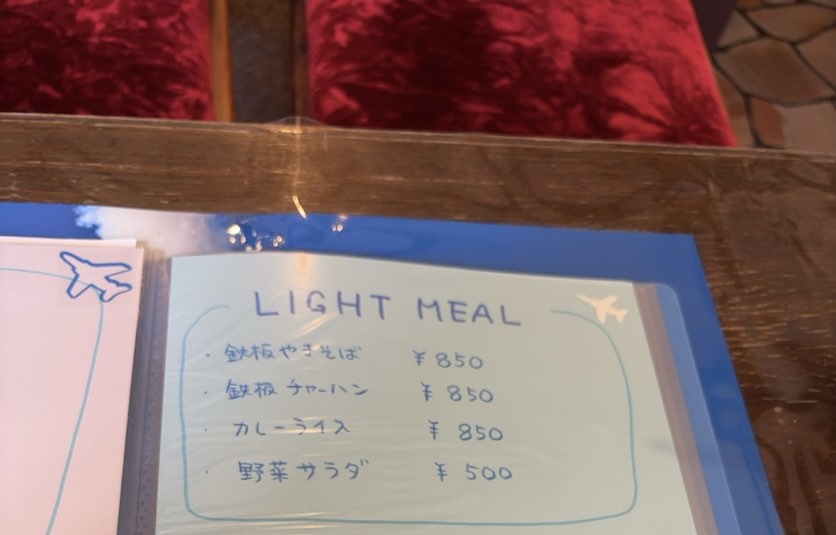 LIGHT MEAL
・鉄板やきそば ¥850
・鉄板チャーハン ¥850
・カレーライス ¥850
・野菜サラダ ¥500